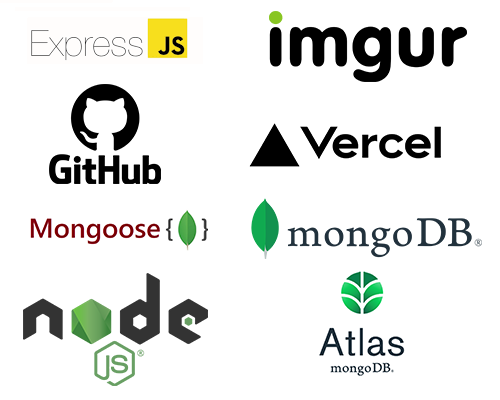 Express JS
imgur
GitHub
Vercel
Mongoose {}
mongoDB®
node
JS®
Atlas
mongoDB®